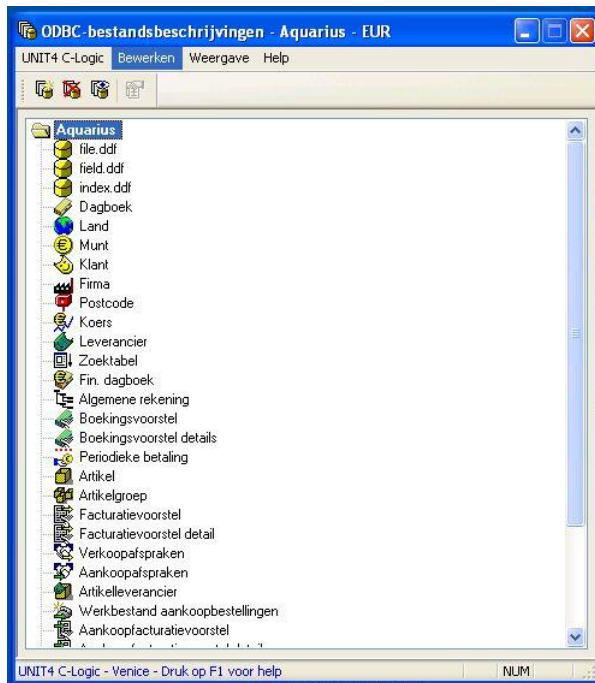 ODBC-bestandsbeschrijvingen - Aquarius - EUR
UNIT4 C-Logic Bewerken Weergave Help
Aquarius
file.ddf
field.ddf
index.ddf
Dagboek
Land
Munt
Klant
Firma
Postcode
Koers
Leverancier
Zoektabel
Fin. dagboek
Algemene rekening
Boekingsvoorstel
Boekingsvoorstel details
Periodieke betaling
Artikel
Artikelgroep
Facturatievoorstel
Facturatievoorstel detail
Verkoopafspraken
Aankoopafspraken
Artikelleverancier
Werkbestand aankoopbestellingen
Aankoopfacturatievoorstel
UNIT4 C-Logic - Venice - Druk op F1 voor help NUM